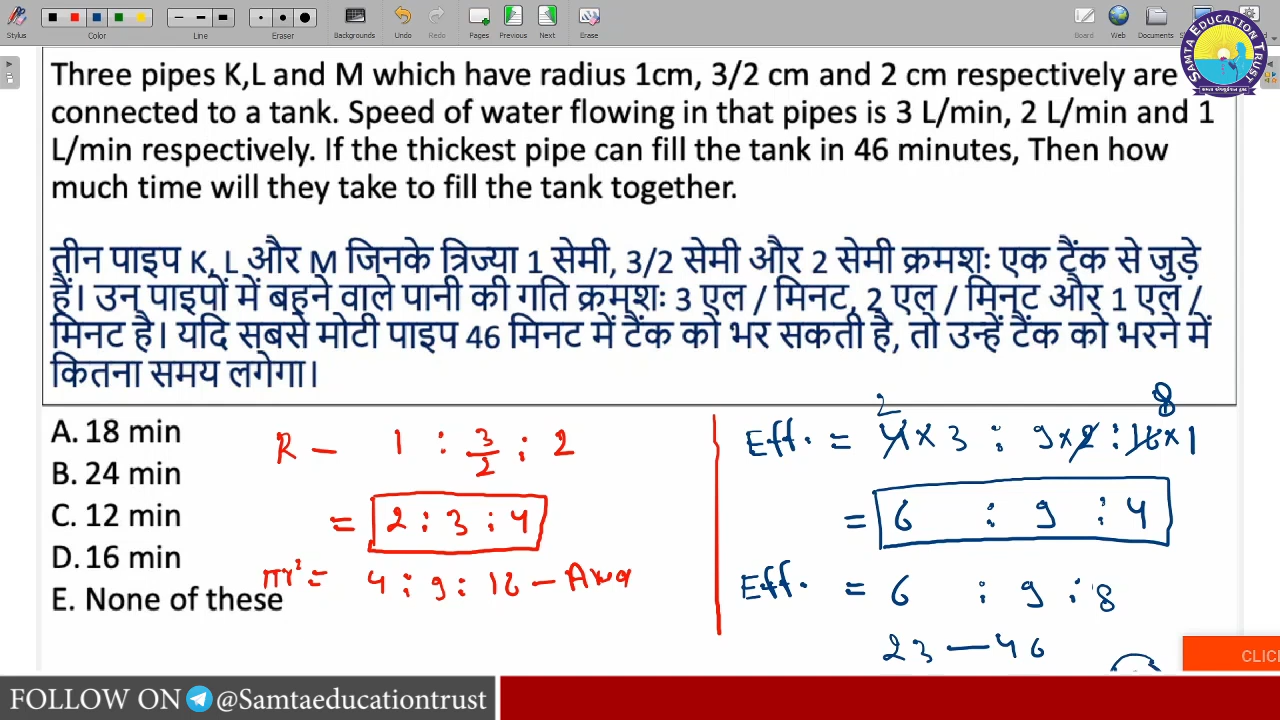 Color
Line
Eraser
Backgrounds
Undo
Redo
Pages
Previous
Next
Erase
Board
Web
Documents
SAMTA EDUCATION TRUST
Three pipes K,L and M which have radius 1cm, 3/2 cm and 2 cm respectively are
connected to a tank. Speed of water flowing in that pipes is 3 L/min, 2 L/min and 1
L/min respectively. If the thickest pipe can fill the tank in 46 minutes, Then how
much time will they take to fill the tank together.
तीन पाइप K, L और M जिनके त्रिज्या 1 सेमी, 3/2 सेमी और 2 सेमी क्रमशः एक टैंक से जुड़े
हैं। उन पाइपों में बहने वाले पानी की गति क्रमशः 3 एल / मिनट, 2 एल / मिनट और 1 एल /
मिनट है। यदि सबसे मोटी पाइप 46 मिनट में टैंक को भर सकती है, तो उन्हें टैंक को भरने में
कितना समय लगेगा।
A. 18 min
B. 24 min
C. 12 min
D. 16 min
E. None of these
R — 1 : 3/2 : 2
= 2 : 3 : 4
πr² = 4 : 9 : 16 —
2 8
Eff. = 4 × 3 : 9 × 2 : 16 × 1
= 6 : 9 : 4
Eff. = 6 : 9 : 8
23 — 46
CLIC
FOLLOW ON @Samtaeducationtrust